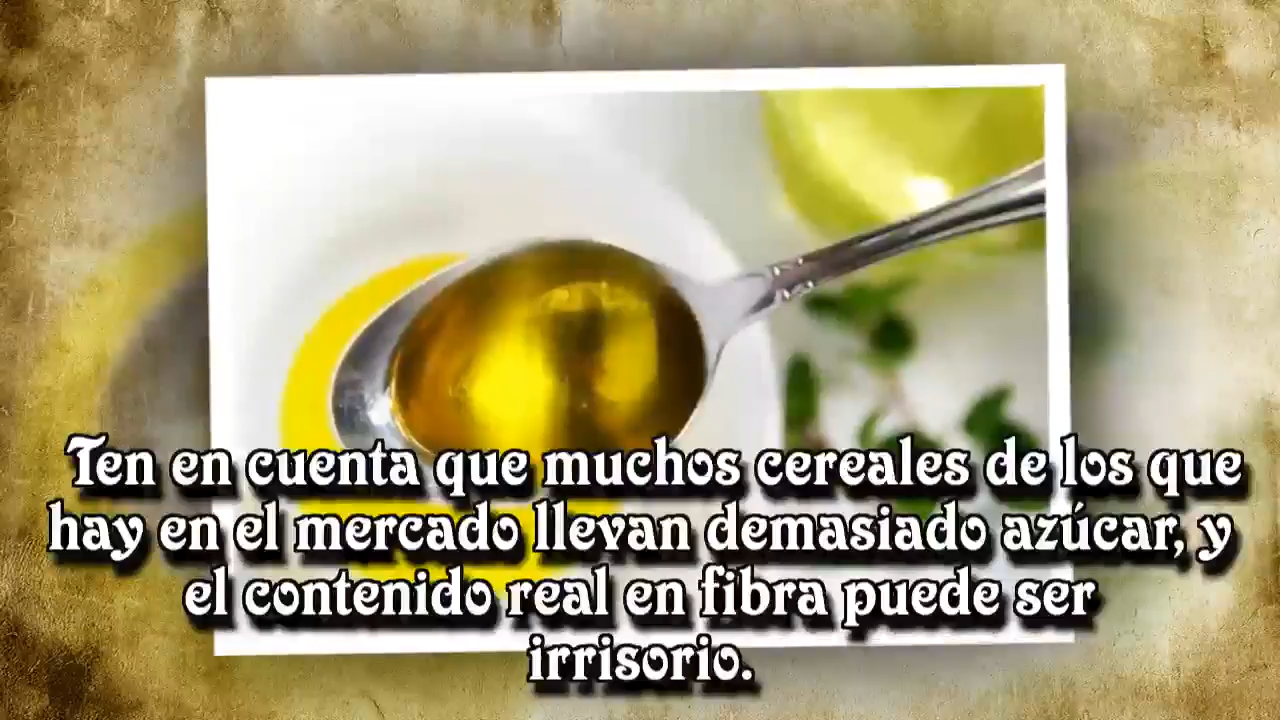 Ten en cuenta que muchos cereales de los que
hay en el mercado llevan demasiado azúcar, y
el contenido real en fibra puede ser
irrisorio.